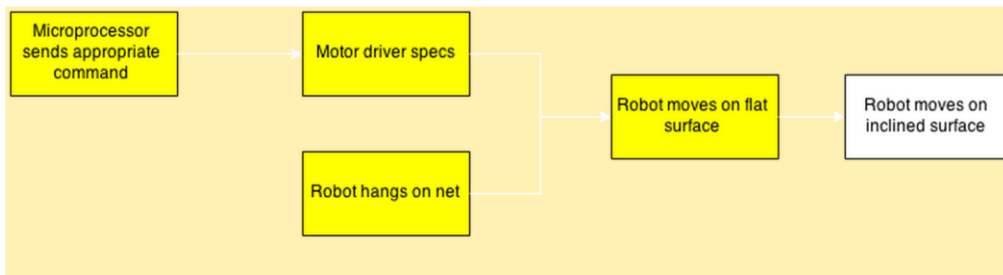 Microprocessor
sends appropriate
command
Motor driver specs
Robot hangs on net
Robot moves on flat
surface
Robot moves on
inclined surface